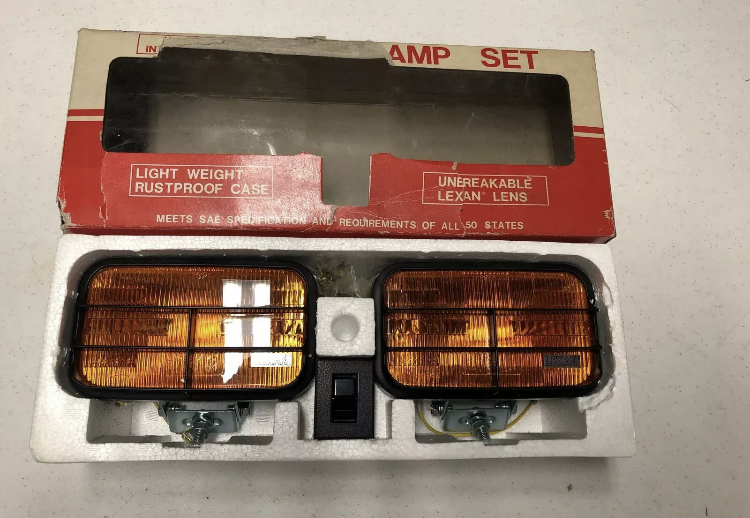 AMP SET
LIGHT WEIGHT
RUSTPROOF CASE
UNBREAKABLE
LEXAN® LENS
MEETS SAE SPECIFICATION AND REQUIREMENTS OF ALL 50 STATES